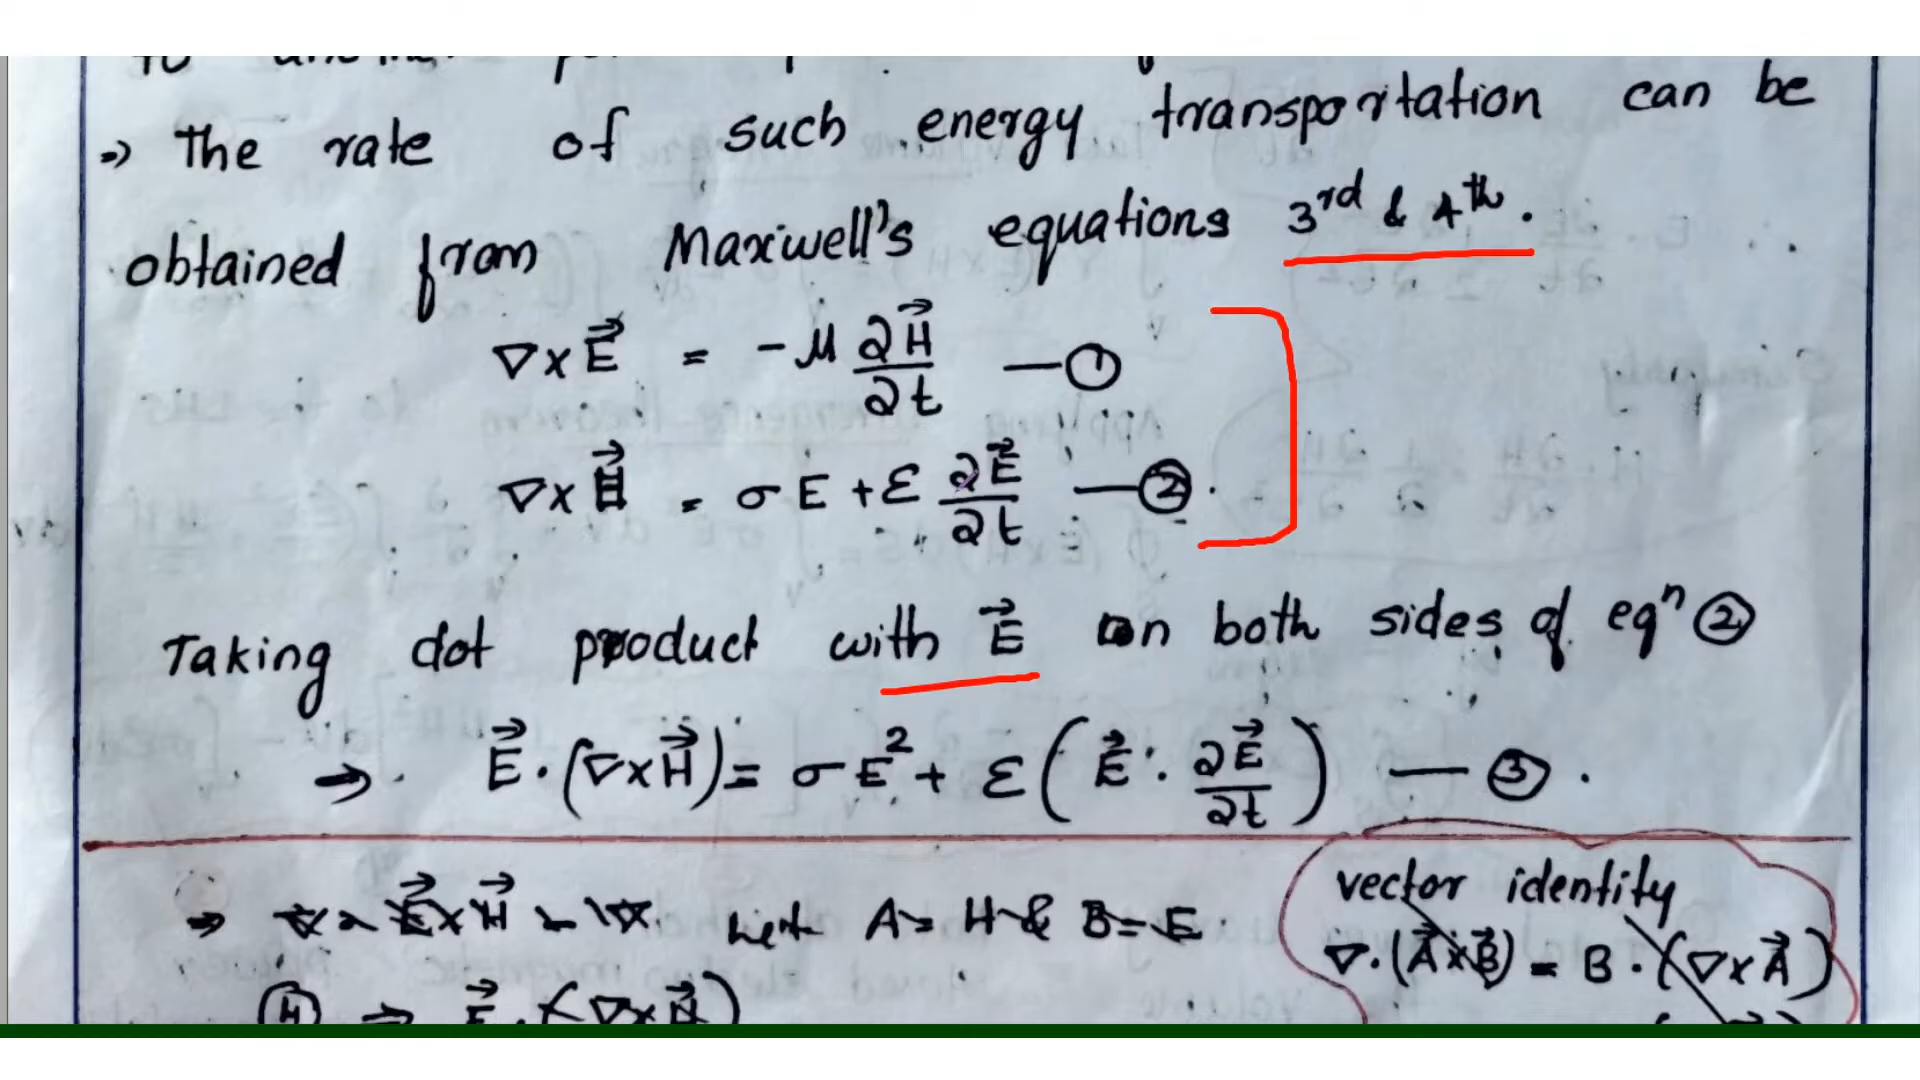 => The rate of such energy transportation can be
obtained from Maxwell's equations 3rd & 4th.
∇×E⃗ = -μ ∂H⃗/∂t —①
∇×H⃗ = σE + ε ∂E⃗/∂t —②.
Taking dot product with E⃗ on both sides of eqⁿ ②
⇒. E⃗·(∇×H⃗) = σE² + ε(E⃗·∂E⃗/∂t) —③.
vector identity
⇒ Let A = H & B = E.
∇·(A⃗×B⃗) = B·(∇×A⃗)
④ ⇒ E⃗·(∇×H⃗)